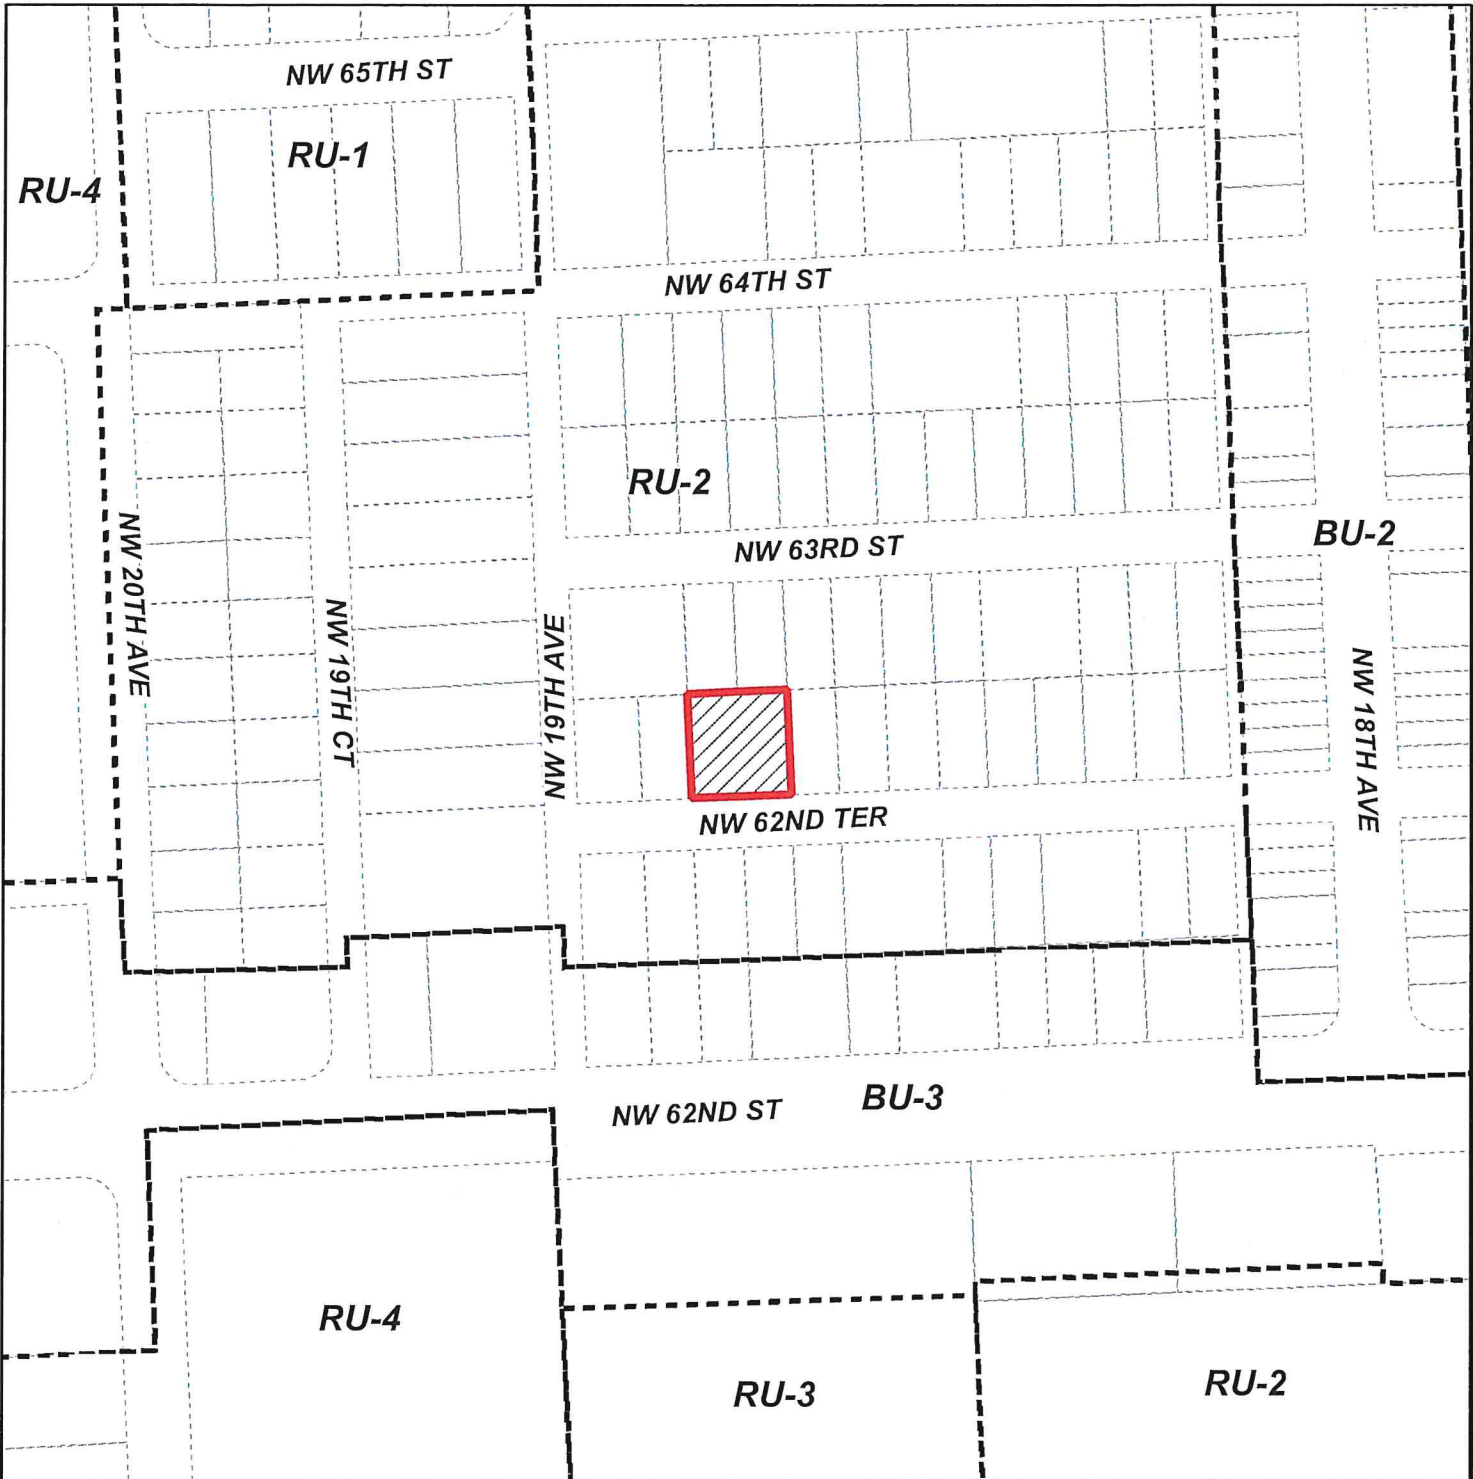 NW 65TH ST
RU-1
RU-4
NW 64TH ST
RU-2
NW 63RD ST
BU-2
NW 20TH AVE
NW 19TH CT
NW 19TH AVE
NW 18TH AVE
NW 62ND TER
BU-3
NW 62ND ST
RU-4
RU-3
RU-2